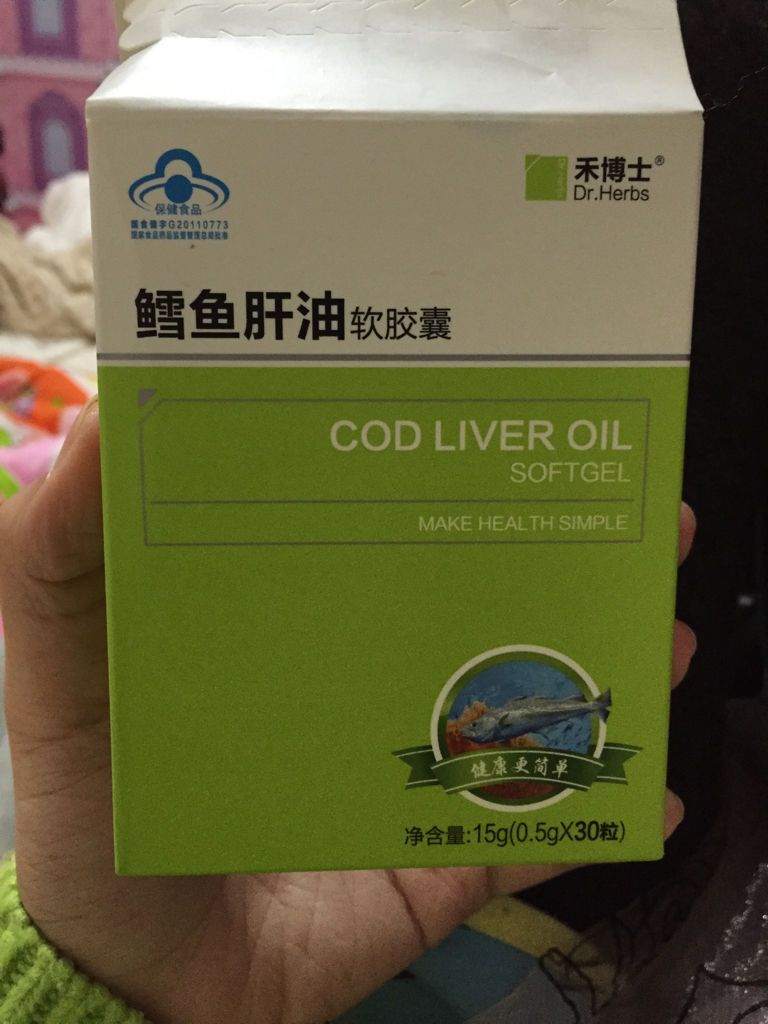 保健食品
国食健字G20110773
国家食品药品监督管理总局批准
禾博士®
Dr.Herbs
鳕鱼肝油软胶囊
COD LIVER OIL
SOFTGEL
MAKE HEALTH SIMPLE
健康更简单
净含量:15g(0.5gX30粒)